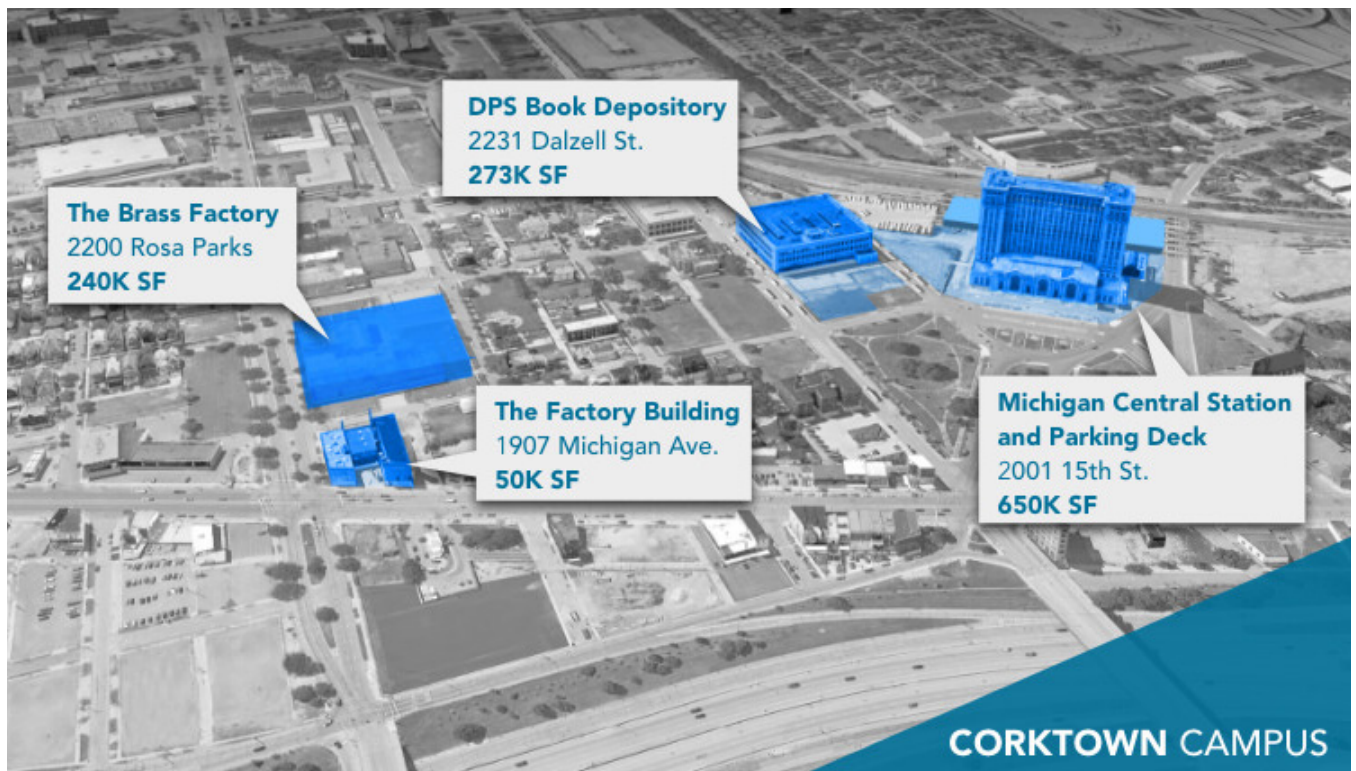 DPS Book Depository
2231 Dalzell St.
273K SF
The Brass Factory
2200 Rosa Parks
240K SF
The Factory Building
1907 Michigan Ave.
50K SF
Michigan Central Station
and Parking Deck
2001 15th St.
650K SF
CORKTOWN CAMPUS